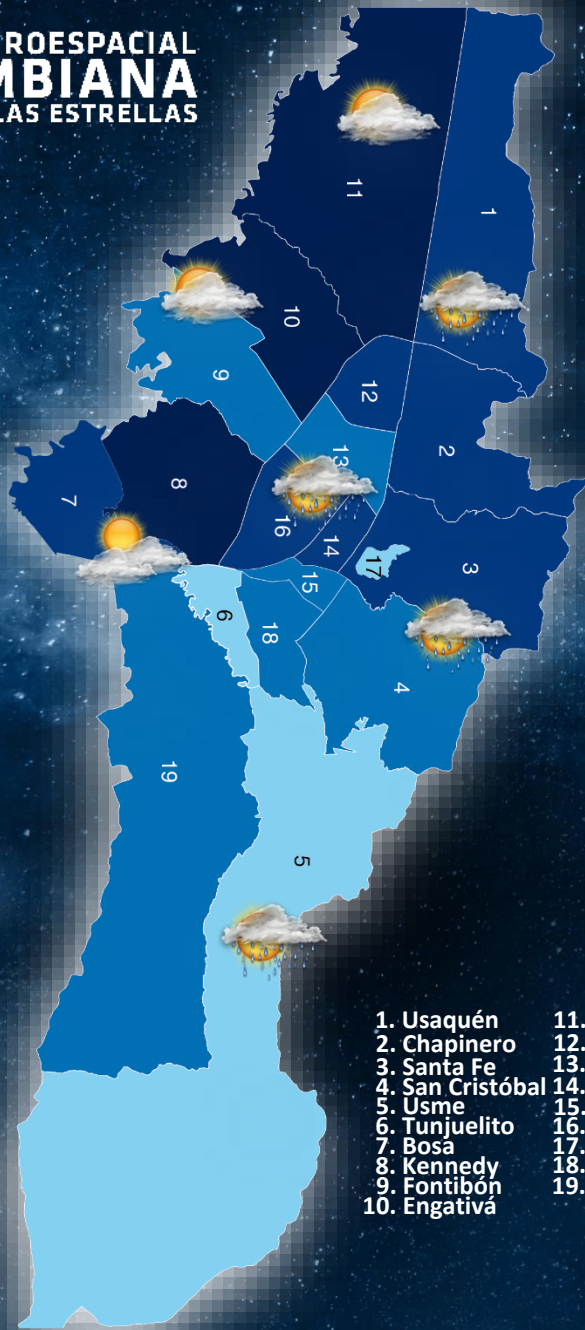 ROESPACIAL
MBIANA
LAS ESTRELLAS
11
1
10
9
12
2
13
8
7
16
14
17
3
15
6
18
4
19
5
1. Usaquén
2. Chapinero
3. Santa Fe
4. San Cristóbal
5. Usme
6. Tunjuelito
7. Bosa
8. Kennedy
9. Fontibón
10. Engativá
11.
12.
13.
14.
15.
16.
17.
18.
19.